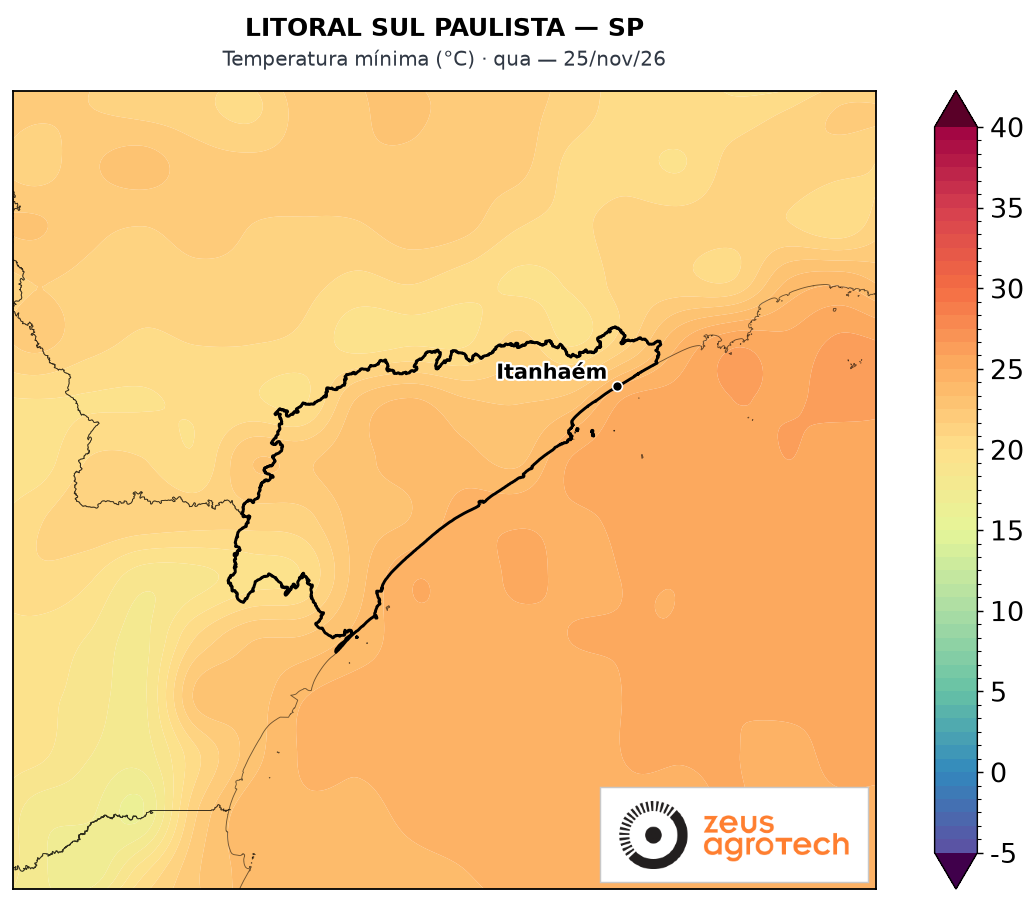 LITORAL SUL PAULISTA — SP
Temperatura mínima (°C) · qua — 25/nov/26
Itanhaém
40
35
30
25
20
15
10
5
0
-5
zeus
agrotech